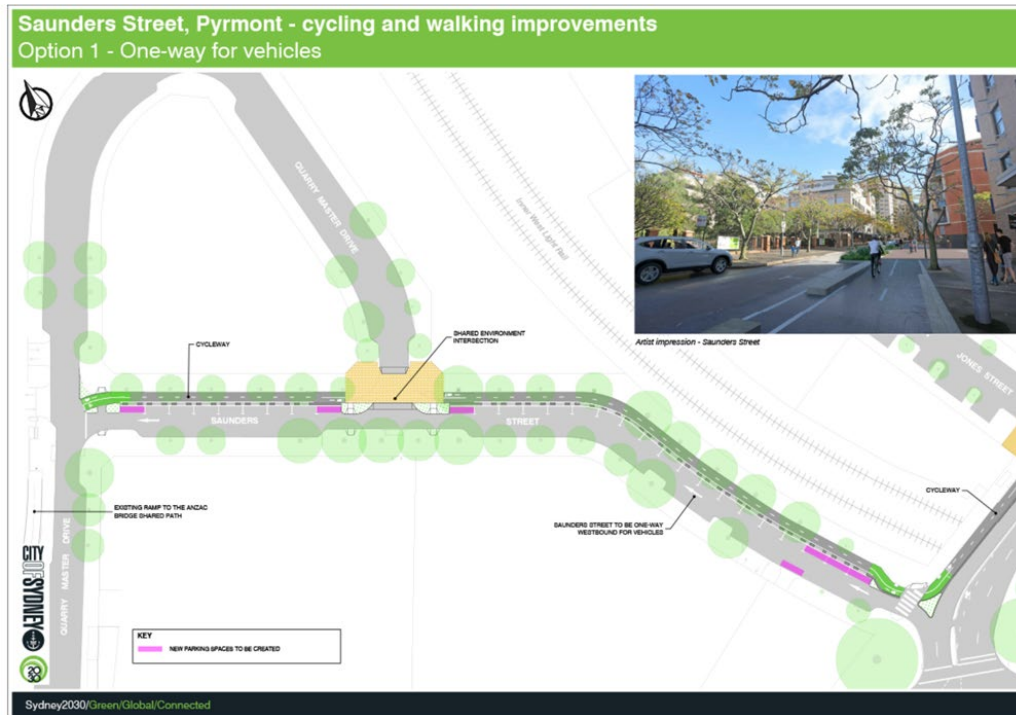 Saunders Street, Pyrmont - cycling and walking improvements
Option 1 - One-way for vehicles
QUARRY MASTER DRIVE
Inner West Light Rail
Artist impression - Saunders Street
SHARED ENVIRONMENT
INTERSECTION
CYCLEWAY
JONES STREET
SAUNDERS
STREET
CYCLEWAY
EXISTING RAMP TO THE ANZAC
BRIDGE SHARED PATH
SAUNDERS STREET TO BE ONE-WAY
WESTBOUND FOR VEHICLES
QUARRY MASTER DRIVE
CITY OF SYDNEY
2030
KEY
NEW PARKING SPACES TO BE CREATED
Sydney2030/Green/Global/Connected